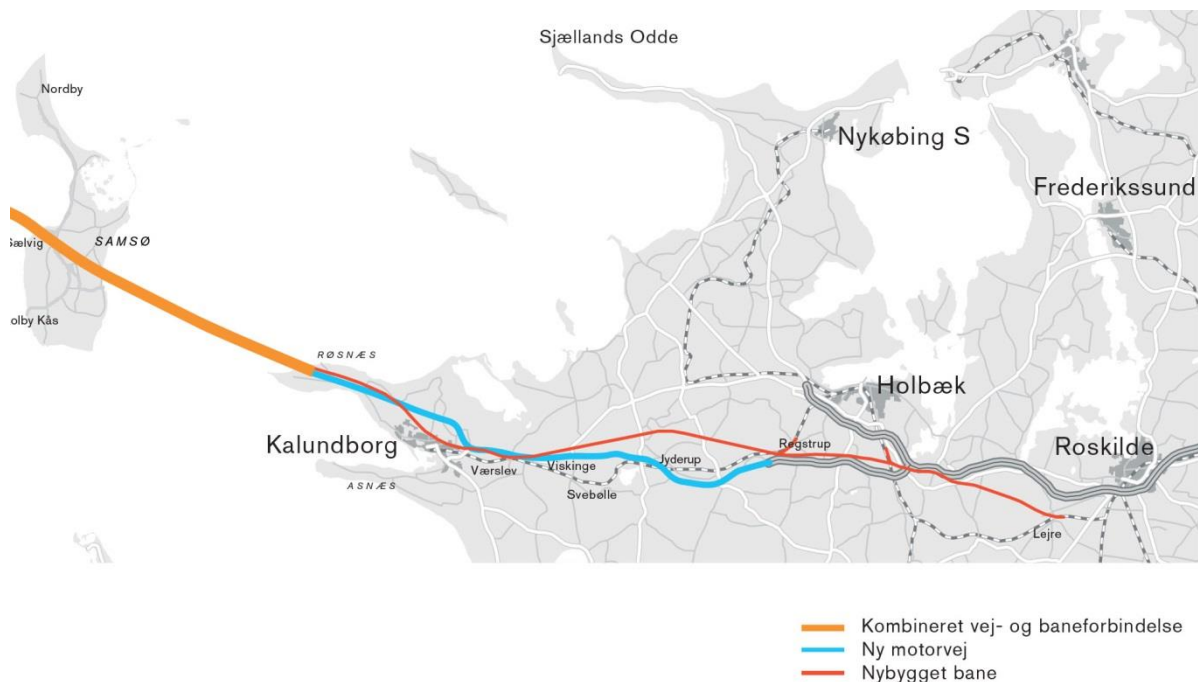 Sjællands Odde
Nordby
Nykøbing S
Frederikssund
SAMSØ
RØSNÆS
Holbæk
Kalundborg
Regstrup
Roskilde
Jyderup
Værslev
Viskinge
ASNÆS
Svebølle
Lejre
Kombineret vej- og baneforbindelse
Ny motorvej
Nybygget bane